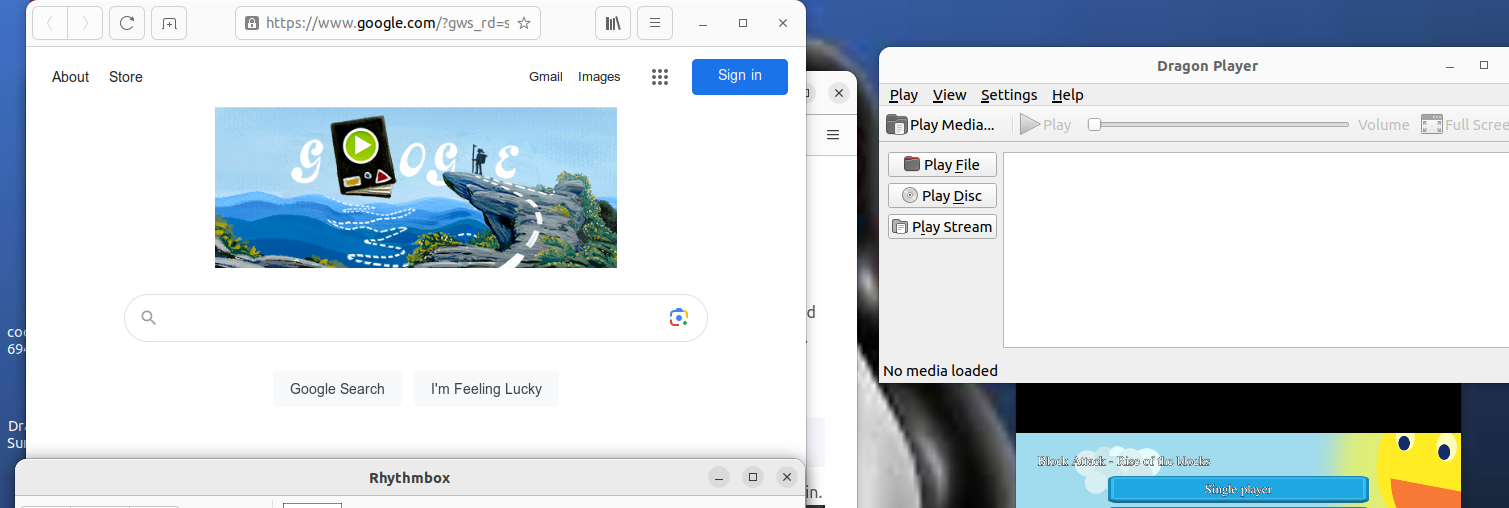 https://www.google.com/?gws_rd=s
About Store Gmail Images Sign in
GOOGLE
Google Search I'm Feeling Lucky
Rhythmbox
d
.
in.
Dragon Player
Play View Settings Help
Play Media... Play Volume Full Scree
Play File
Play Disc
Play Stream
No media loaded
Block Attack - Rise of the blocks
Single player
coo
694
Dra
Sur